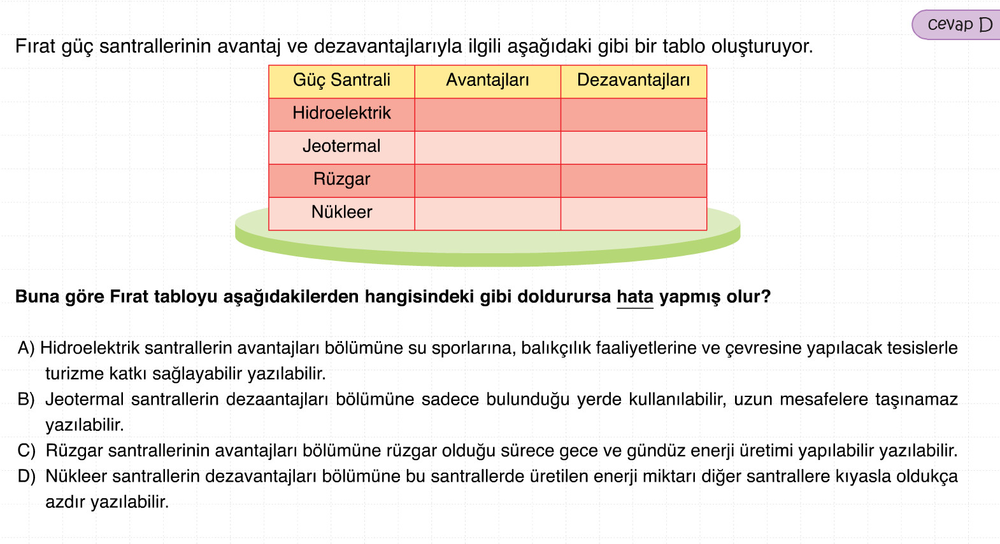 cevap D
Fırat güç santrallerinin avantaj ve dezavantajlarıyla ilgili aşağıdaki gibi bir tablo oluşturuyor.
Güç Santrali Avantajları Dezavantajları
Hidroelektrik
Jeotermal
Rüzgar
Nükleer
Buna göre Fırat tabloyu aşağıdakilerden hangisindeki gibi doldurursa hata yapmış olur?
A) Hidroelektrik santrallerin avantajları bölümüne su sporlarına, balıkçılık faaliyetlerine ve çevresine yapılacak tesislerle
turizme katkı sağlayabilir yazılabilir.
B) Jeotermal santrallerin dezaantajları bölümüne sadece bulunduğu yerde kullanılabilir, uzun mesafelere taşınamaz
yazılabilir.
C) Rüzgar santrallerinin avantajları bölümüne rüzgar olduğu sürece gece ve gündüz enerji üretimi yapılabilir yazılabilir.
D) Nükleer santrallerin dezavantajları bölümüne bu santrallerde üretilen enerji miktarı diğer santrallere kıyasla oldukça
azdır yazılabilir.